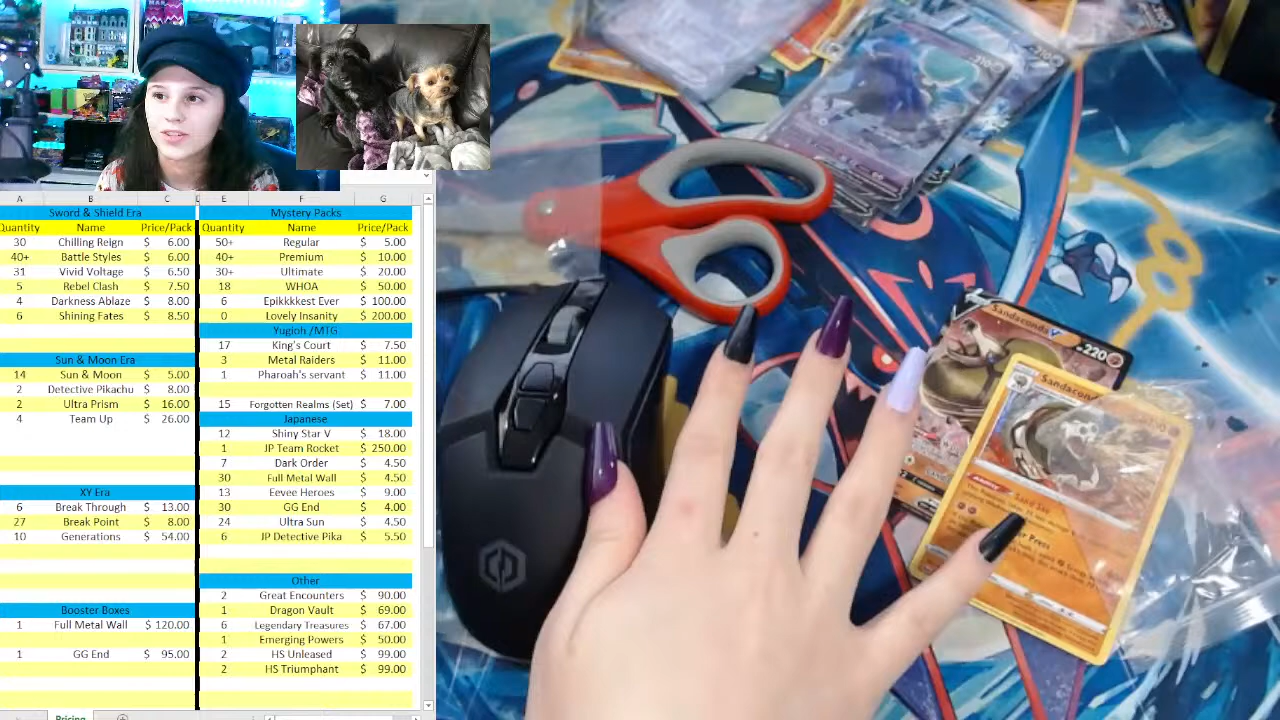 A B C E F G
Sword & Shield Era
Quantity Name Price/Pack
30 Chilling Reign $ 6.00
40+ Battle Styles $ 6.00
31 Vivid Voltage $ 6.50
5 Rebel Clash $ 7.50
4 Darkness Ablaze $ 8.00
6 Shining Fates $ 8.50
Sun & Moon Era
14 Sun & Moon $ 5.00
2 Detective Pikachu $ 8.00
2 Ultra Prism $ 16.00
4 Team Up $ 26.00
XY Era
6 Break Through $ 13.00
27 Break Point $ 8.00
10 Generations $ 54.00
Booster Boxes
1 Full Metal Wall $ 120.00
1 GG End $ 95.00
Mystery Packs
Quantity Name Price/Pack
50+ Regular $ 5.00
40+ Premium $ 10.00
30+ Ultimate $ 20.00
18 WHOA $ 50.00
6 Epikkkkest Ever $ 100.00
0 Lovely Insanity $ 200.00
Yugioh /MTG
17 King's Court $ 7.50
3 Metal Raiders $ 11.00
1 Pharoah's servant $ 11.00
15 Forgotten Realms (Set) $ 7.00
Japanese
12 Shiny Star V $ 18.00
1 JP Team Rocket $ 250.00
7 Dark Order $ 4.50
30 Full Metal Wall $ 4.50
13 Eevee Heroes $ 9.00
30 GG End $ 4.00
24 Ultra Sun $ 4.50
6 JP Detective Pika $ 5.50
Other
2 Great Encounters $ 90.00
1 Dragon Vault $ 69.00
6 Legendary Treasures $ 67.00
1 Emerging Powers $ 50.00
2 HS Unleased $ 99.00
2 HS Triumphant $ 99.00
Pricing
210
Sandaconda V
220
Sandaconda
Sand Sac